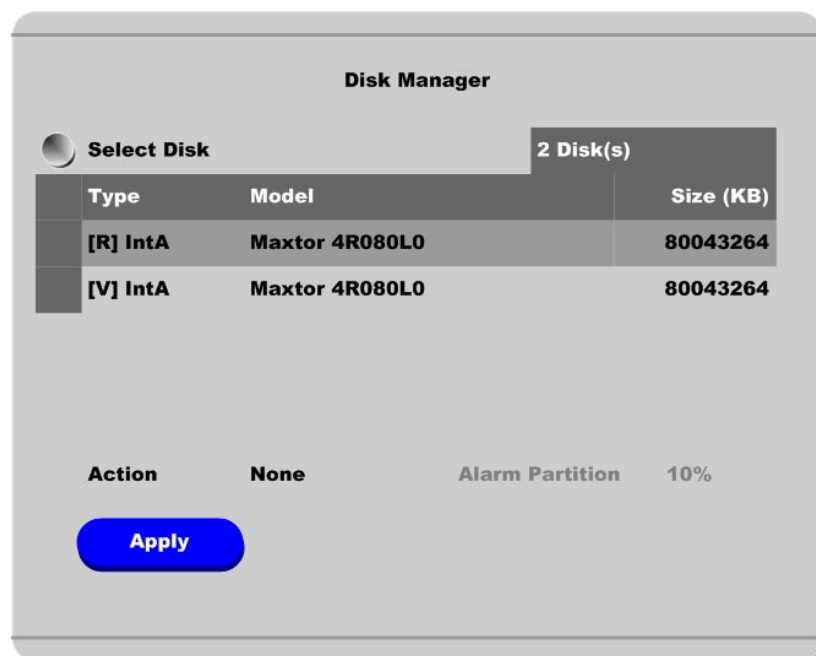 Disk Manager
Select Disk 2 Disk(s)
Type Model Size (KB)
[R] IntA Maxtor 4R080L0 80043264
[V] IntA Maxtor 4R080L0 80043264
Action None Alarm Partition 10%
Apply